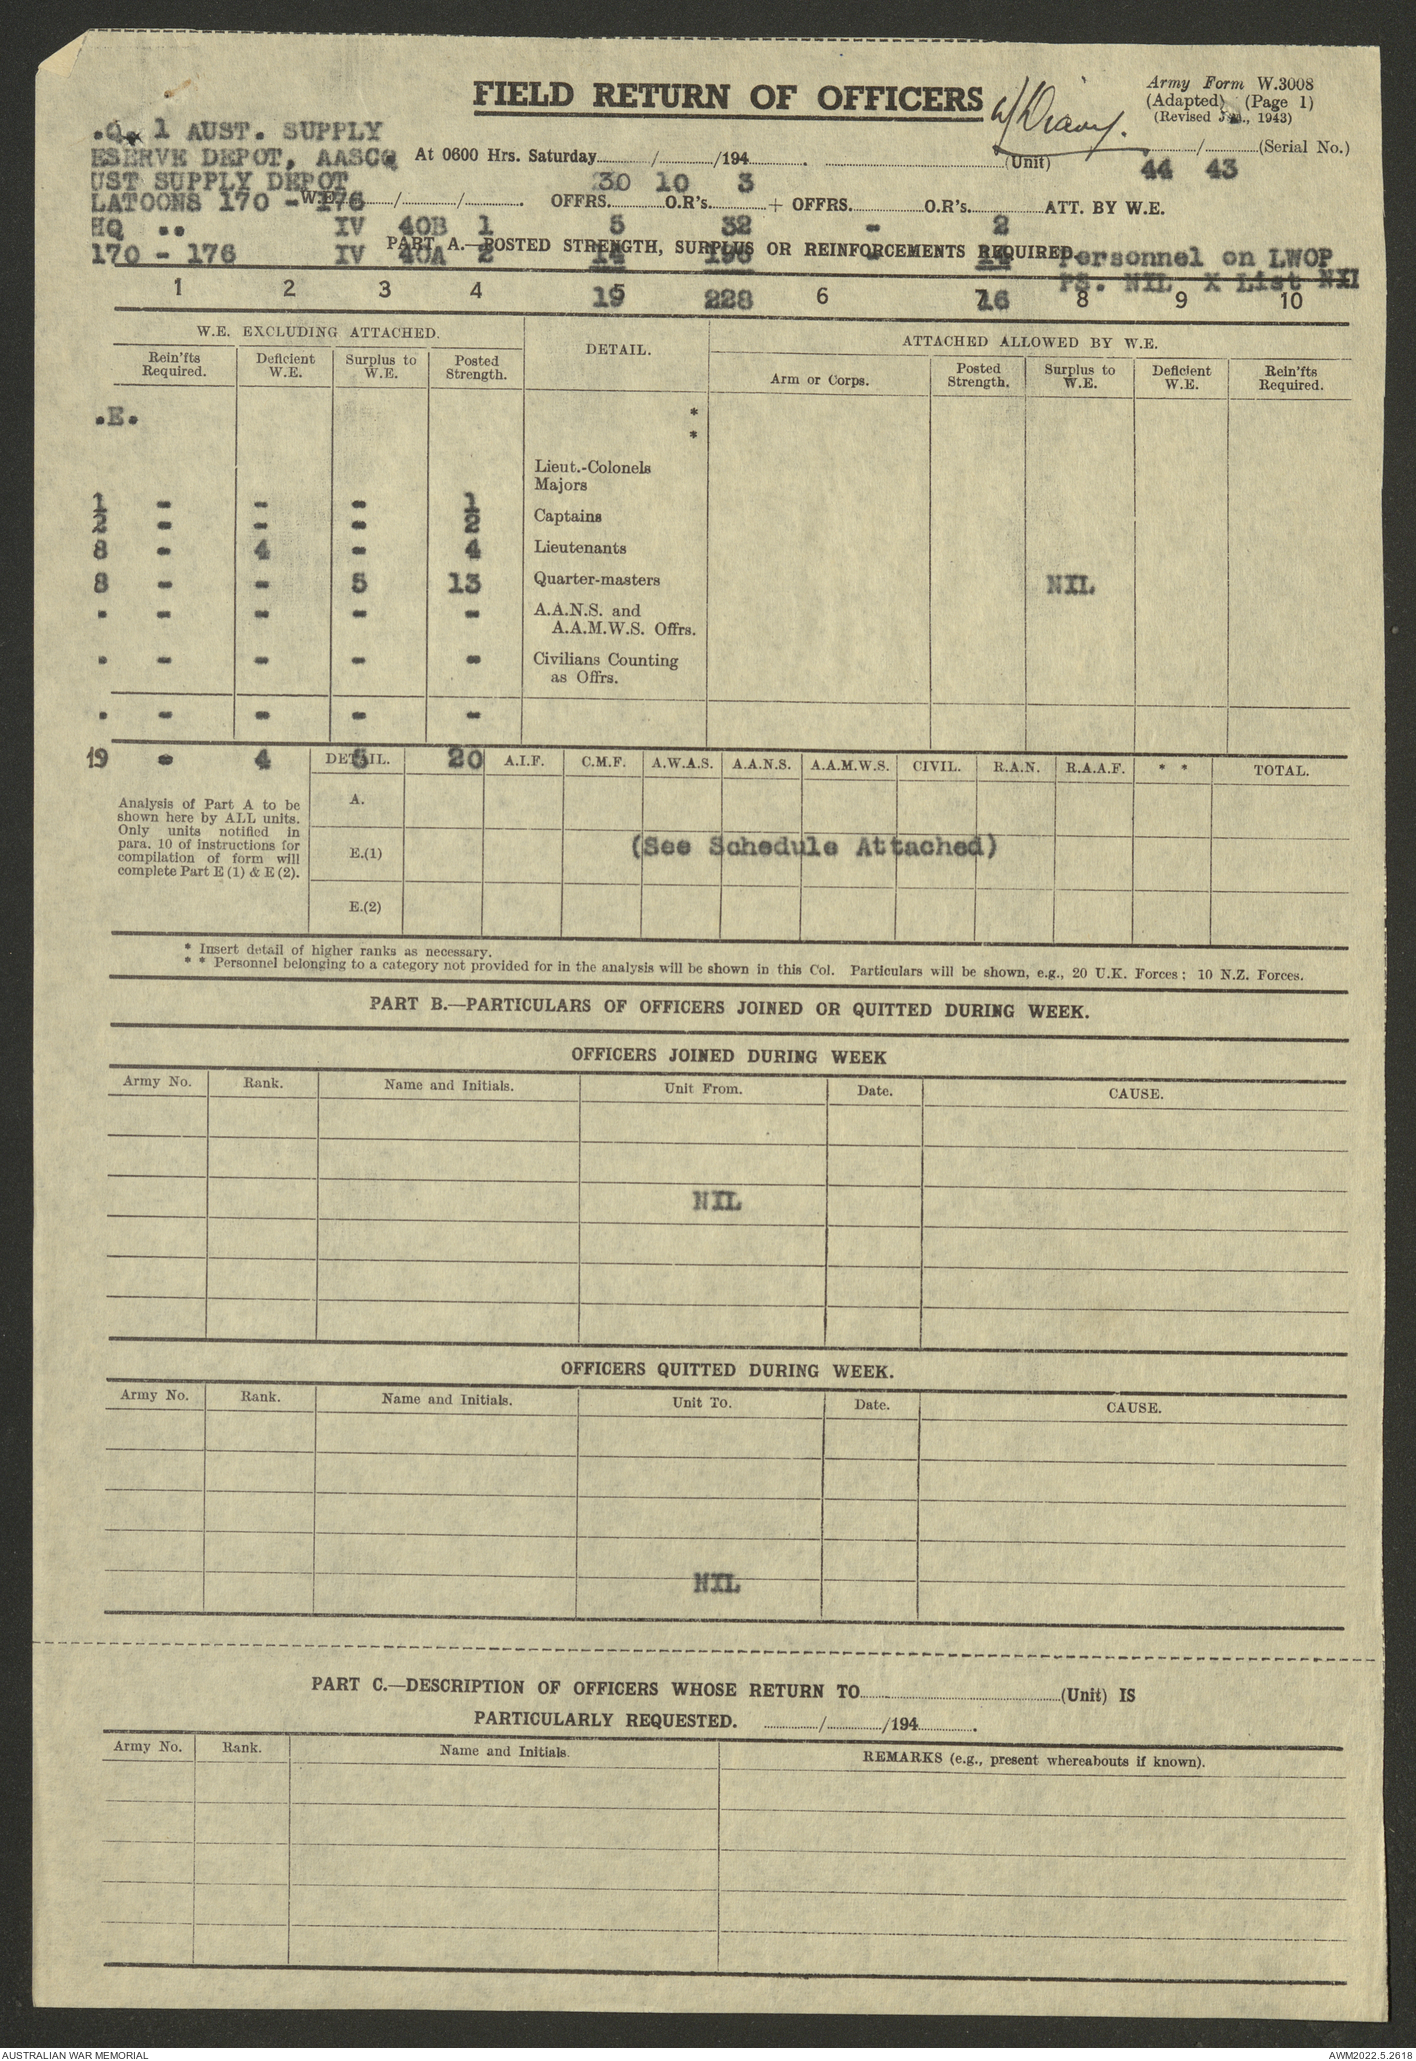 FIELD RETURN OF OFFICERS
W/Diary.
Army Form W.3008
(Adapted) (Page 1)
(Revised Jan., 1943)
.Q. 1 AUST. SUPPLY
ESERVE DEPOT, AASC
At 0600 Hrs. Saturday........../........../194.......... . (Unit) ........../..........(Serial No.)
UST SUPPLY DEPOT 30 10 3 44 43
LATOONS 170 - 176
W.E........../........../.......... OFFRS..........O.R's..........+ OFFRS..........O.R's..........ATT. BY W.E.
HQ .. IV 40B 1 5 32 - 2
PART A.—POSTED STRENGTH, SURPLUS OR REINFORCEMENTS REQUIRED.
170 - 176 IV 40A 2 14 196 - 14 Personnel on LWOP
PS. NIL X List NIL
1 2 3 4 5 6 7 8 9 10
19 228 16
W.E. EXCLUDING ATTACHED. DETAIL. ATTACHED ALLOWED BY W.E.
Rein'fts Required. Deficient W.E. Surplus to W.E. Posted Strength. Arm or Corps. Posted Strength. Surplus to W.E. Deficient W.E. Rein'fts Required.
.E. *
*
Lieut.-Colonels
Majors
1 - - - 1
2 - - - 2 Captains
8 - 4 - 4 Lieutenants
8 - - 5 13 Quarter-masters NIL
- - - - - A.A.N.S. and
A.A.M.W.S. Offrs.
- - - - - Civilians Counting
as Offrs.
- - - - -
19 - 4 5 20
DETAIL. A.I.F. C.M.F. A.W.A.S. A.A.N.S. A.A.M.W.S. CIVIL. R.A.N. R.A.A.F. * * TOTAL.
Analysis of Part A to be
shown here by ALL units.
Only units notified in
para. 10 of instructions for
compilation of form will
complete Part E (1) & E (2).
A.
E.(1) (See Schedule Attached)
E.(2)
* Insert detail of higher ranks as necessary.
* * Personnel belonging to a category not provided for in the analysis will be shown in this Col. Particulars will be shown, e.g., 20 U.K. Forces; 10 N.Z. Forces.
PART B.—PARTICULARS OF OFFICERS JOINED OR QUITTED DURING WEEK.
OFFICERS JOINED DURING WEEK
Army No. Rank. Name and Initials. Unit From. Date. CAUSE.
NIL
OFFICERS QUITTED DURING WEEK.
Army No. Rank. Name and Initials. Unit To. Date. CAUSE.
NIL
PART C.—DESCRIPTION OF OFFICERS WHOSE RETURN TO....................(Unit) IS
PARTICULARLY REQUESTED. ........../........../194.......... .
Army No. Rank. Name and Initials. REMARKS (e.g., present whereabouts if known).
AUSTRALIAN WAR MEMORIAL AWM2022.5.2618